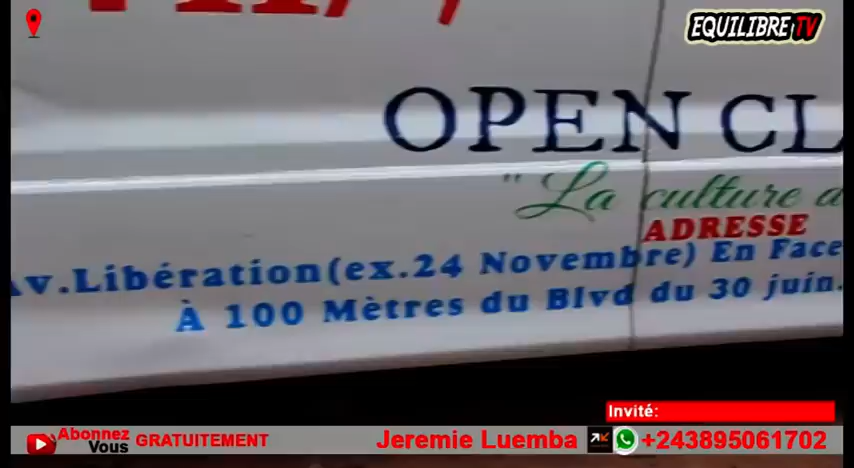 EQUILIBRE TV
OPEN CL
"La culture
ADRESSE
Av.Libération(ex.24 Novembre) En Face
À 100 Mètres du Blvd du 30 juin.
Invité:
Abonnez
Vous
GRATUITEMENT
Jeremie Luemba
+243895061702